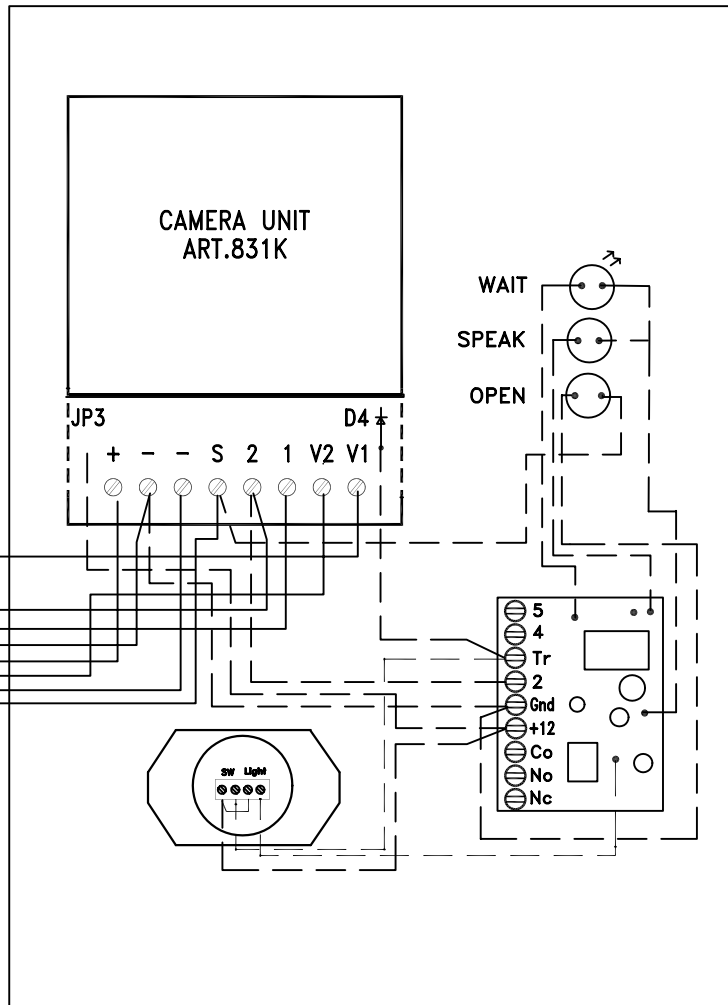 CAMERA UNIT
ART.831K
WAIT
SPEAK
OPEN
JP3 D4
+ - - S 2 1 V2 V1
5
4
Tr
2
Gnd
+12
Co
No
Nc
SW Light